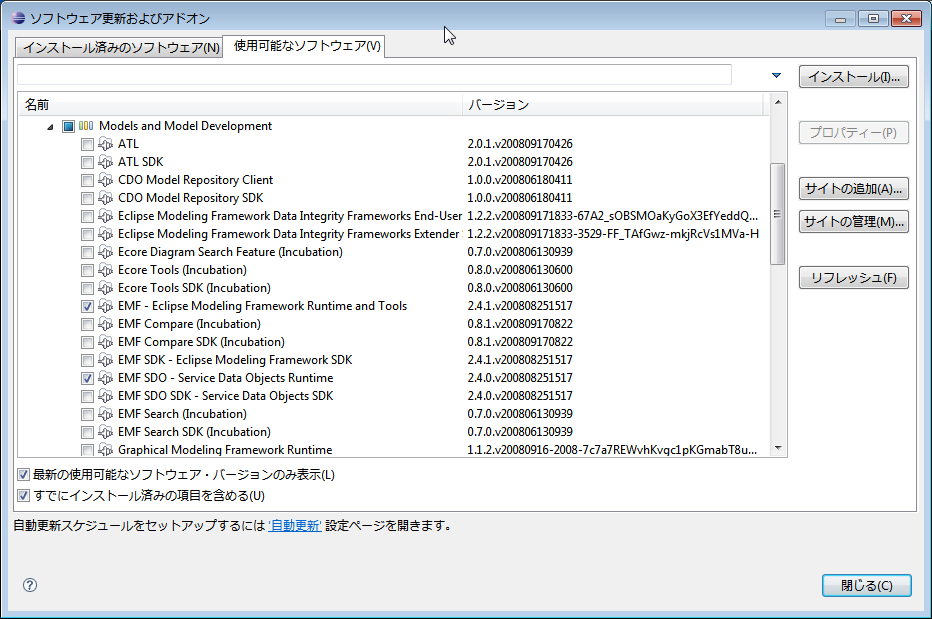 ソフトウェア更新およびアドオン
インストール済みのソフトウェア(N) 使用可能なソフトウェア(V)
インストール(I)...
名前 バージョン
Models and Model Development
プロパティー(P)
ATL 2.0.1.v200809170426
ATL SDK 2.0.1.v200809170426
CDO Model Repository Client 1.0.0.v200806180411
サイトの追加(A)...
CDO Model Repository SDK 1.0.0.v200806180411
Eclipse Modeling Framework Data Integrity Frameworks End-User 1.2.2.v200809171833-67A2_sOBSMOaKyGoX3EfYeddQ...
サイトの管理(M)...
Eclipse Modeling Framework Data Integrity Frameworks Extender 1.2.2.v200809171833-3529-FF_TAfGwz-mkjRcVs1MVa-H
Ecore Diagram Search Feature (Incubation) 0.7.0.v200806130939
Ecore Tools (Incubation) 0.8.0.v200806130600
リフレッシュ(F)
Ecore Tools SDK (Incubation) 0.8.0.v200806130600
EMF - Eclipse Modeling Framework Runtime and Tools 2.4.1.v200808251517
EMF Compare (Incubation) 0.8.1.v200809170822
EMF Compare SDK (Incubation) 0.8.1.v200809170822
EMF SDK - Eclipse Modeling Framework SDK 2.4.1.v200808251517
EMF SDO - Service Data Objects Runtime 2.4.0.v200808251517
EMF SDO SDK - Service Data Objects SDK 2.4.0.v200808251517
EMF Search (Incubation) 0.7.0.v200806130939
EMF Search SDK (Incubation) 0.7.0.v200806130939
Graphical Modeling Framework Runtime 1.1.2.v20080916-2008-7c7a7REWvhKvqc1pKGmabT8u...
最新の使用可能なソフトウェア・バージョンのみ表示(L)
すでにインストール済みの項目を含める(U)
自動更新スケジュールをセットアップするには '自動更新' 設定ページを開きます。
?
閉じる(C)